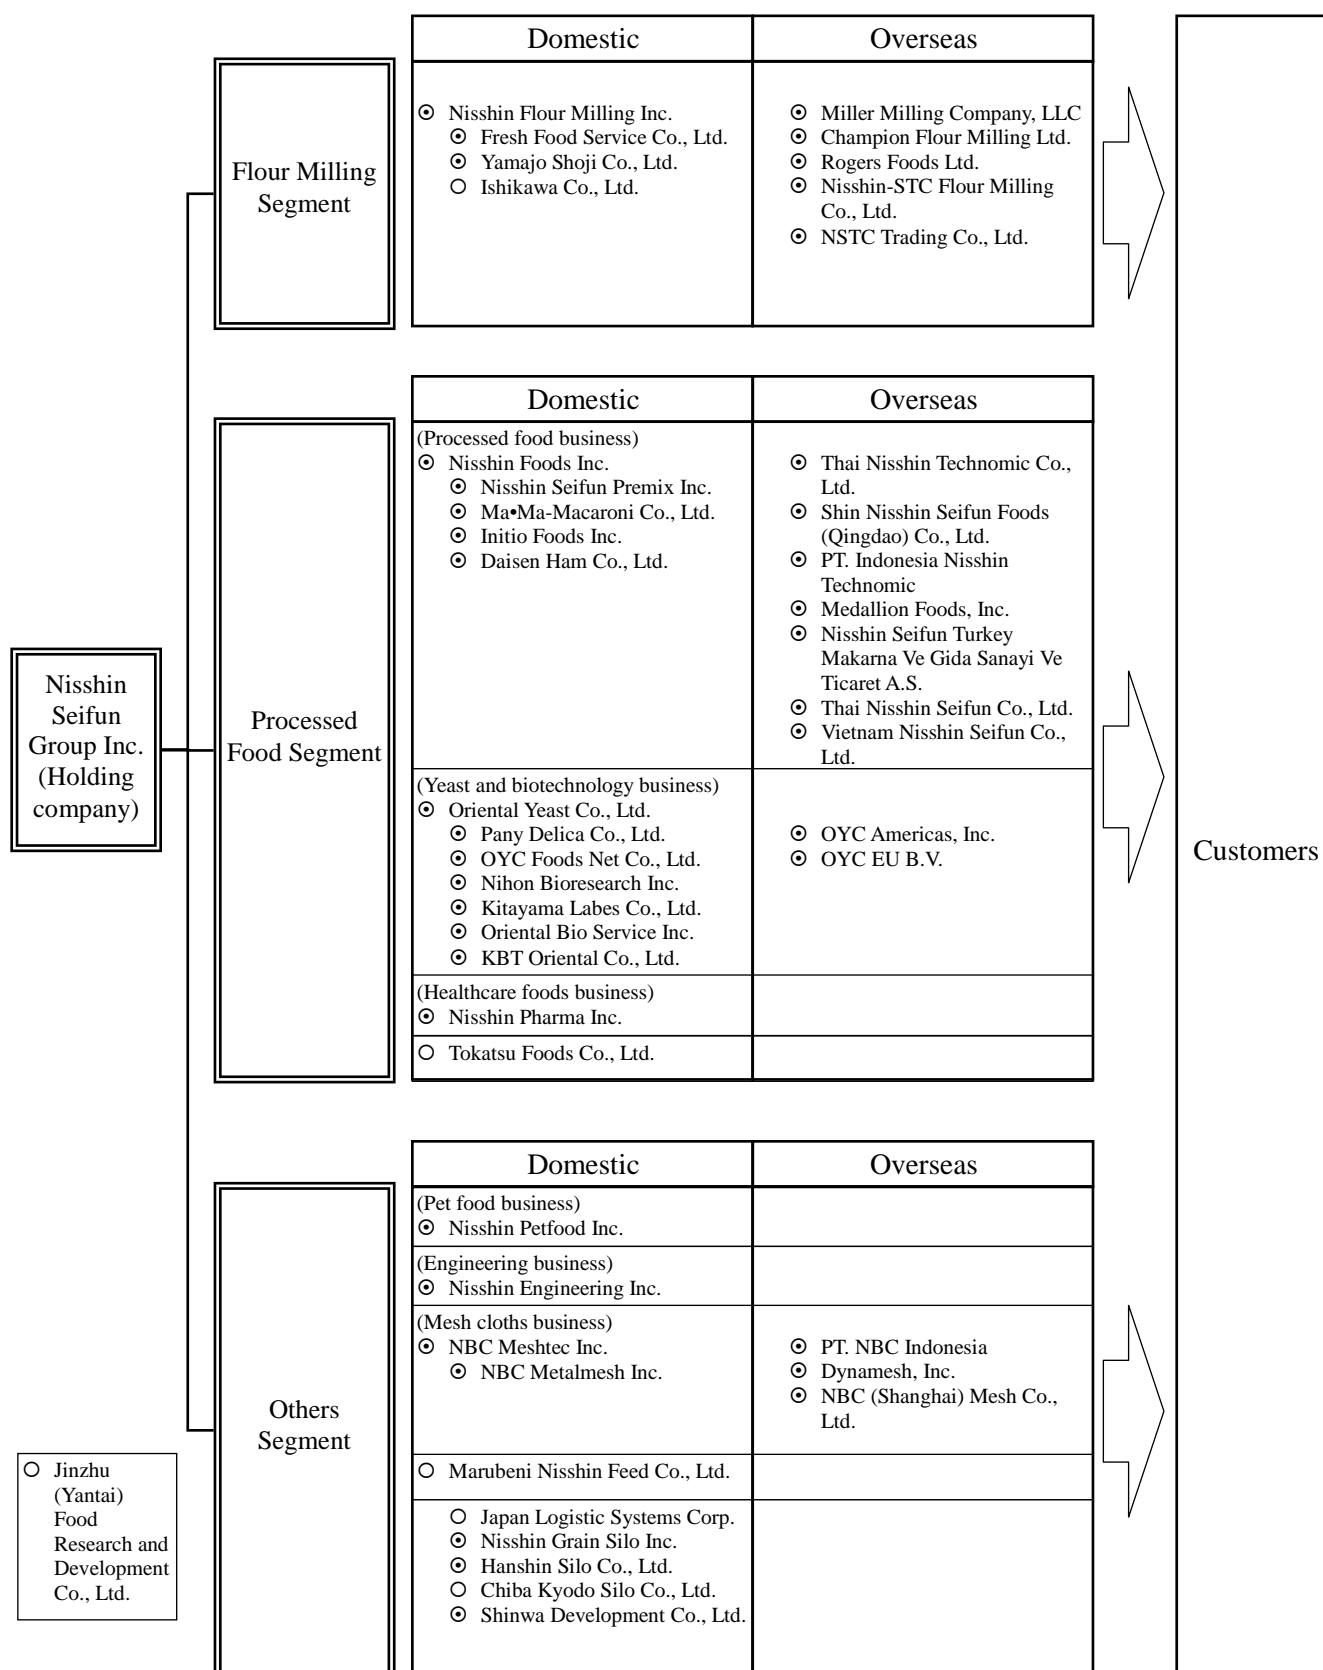 Nisshin
Seifun
Group Inc.
(Holding
company)
○ Jinzhu
(Yantai)
Food
Research and
Development
Co., Ltd.
Flour Milling
Segment
Domestic
Overseas
⊙ Nisshin Flour Milling Inc.
⊙ Fresh Food Service Co., Ltd.
⊙ Yamajo Shoji Co., Ltd.
○ Ishikawa Co., Ltd.
⊙ Miller Milling Company, LLC
⊙ Champion Flour Milling Ltd.
⊙ Rogers Foods Ltd.
⊙ Nisshin-STC Flour Milling
Co., Ltd.
⊙ NSTC Trading Co., Ltd.
Processed
Food Segment
Domestic
Overseas
(Processed food business)
⊙ Nisshin Foods Inc.
⊙ Nisshin Seifun Premix Inc.
⊙ Ma•Ma-Macaroni Co., Ltd.
⊙ Initio Foods Inc.
⊙ Daisen Ham Co., Ltd.
⊙ Thai Nisshin Technomic Co.,
Ltd.
⊙ Shin Nisshin Seifun Foods
(Qingdao) Co., Ltd.
⊙ PT. Indonesia Nisshin
Technomic
⊙ Medallion Foods, Inc.
⊙ Nisshin Seifun Turkey
Makarna Ve Gida Sanayi Ve
Ticaret A.S.
⊙ Thai Nisshin Seifun Co., Ltd.
⊙ Vietnam Nisshin Seifun Co.,
Ltd.
(Yeast and biotechnology business)
⊙ Oriental Yeast Co., Ltd.
⊙ Pany Delica Co., Ltd.
⊙ OYC Foods Net Co., Ltd.
⊙ Nihon Bioresearch Inc.
⊙ Kitayama Labes Co., Ltd.
⊙ Oriental Bio Service Inc.
⊙ KBT Oriental Co., Ltd.
⊙ OYC Americas, Inc.
⊙ OYC EU B.V.
(Healthcare foods business)
⊙ Nisshin Pharma Inc.
○ Tokatsu Foods Co., Ltd.
Others
Segment
Domestic
Overseas
(Pet food business)
⊙ Nisshin Petfood Inc.
(Engineering business)
⊙ Nisshin Engineering Inc.
(Mesh cloths business)
⊙ NBC Meshtec Inc.
⊙ NBC Metalmesh Inc.
⊙ PT. NBC Indonesia
⊙ Dynamesh, Inc.
⊙ NBC (Shanghai) Mesh Co.,
Ltd.
○ Marubeni Nisshin Feed Co., Ltd.
○ Japan Logistic Systems Corp.
⊙ Nisshin Grain Silo Inc.
⊙ Hanshin Silo Co., Ltd.
○ Chiba Kyodo Silo Co., Ltd.
⊙ Shinwa Development Co., Ltd.
Customers